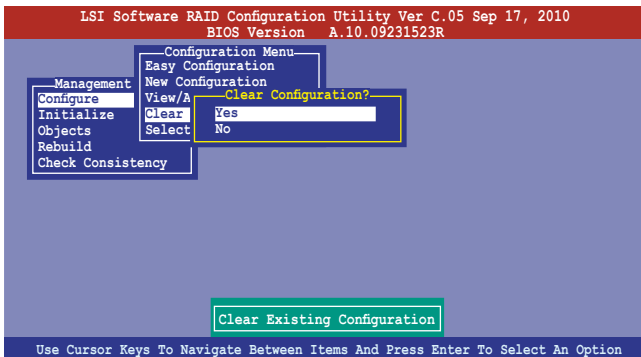 LSI Software RAID Configuration Utility Ver C.05 Sep 17, 2010
BIOS Version A.10.09231523R
Configuration Menu
Easy Configuration
New Configuration
View/A
Clear
Select
Management
Configure
Initialize
Objects
Rebuild
Check Consistency
Clear Configuration?
Yes
No
Clear Existing Configuration
Use Cursor Keys To Navigate Between Items And Press Enter To Select An Option